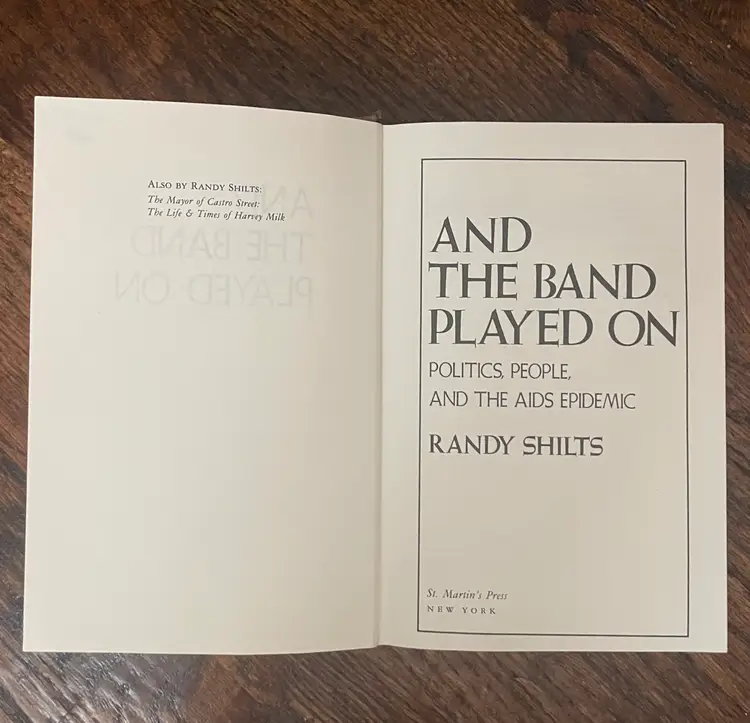 ALSO BY RANDY SHILTS:
The Mayor of Castro Street:
The Life & Times of Harvey Milk
AND
THE BAND
PLAYED ON
POLITICS, PEOPLE,
AND THE AIDS EPIDEMIC
RANDY SHILTS
St. Martin's Press
NEW YORK